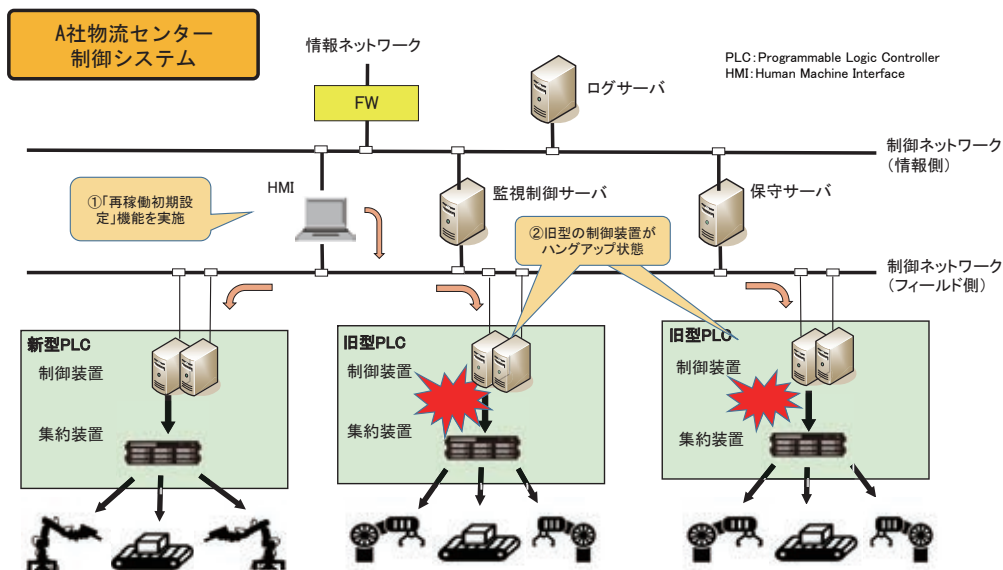 A社物流センター
制御システム
情報ネットワーク
FW
ログサーバ
PLC:Programmable Logic Controller
HMI:Human Machine Interface
制御ネットワーク
(情報側)
①「再稼働初期設
定」機能を実施
HMI
監視制御サーバ
保守サーバ
②旧型の制御装置が
ハングアップ状態
制御ネットワーク
(フィールド側)
新型PLC
制御装置
集約装置
旧型PLC
制御装置
集約装置
旧型PLC
制御装置
集約装置